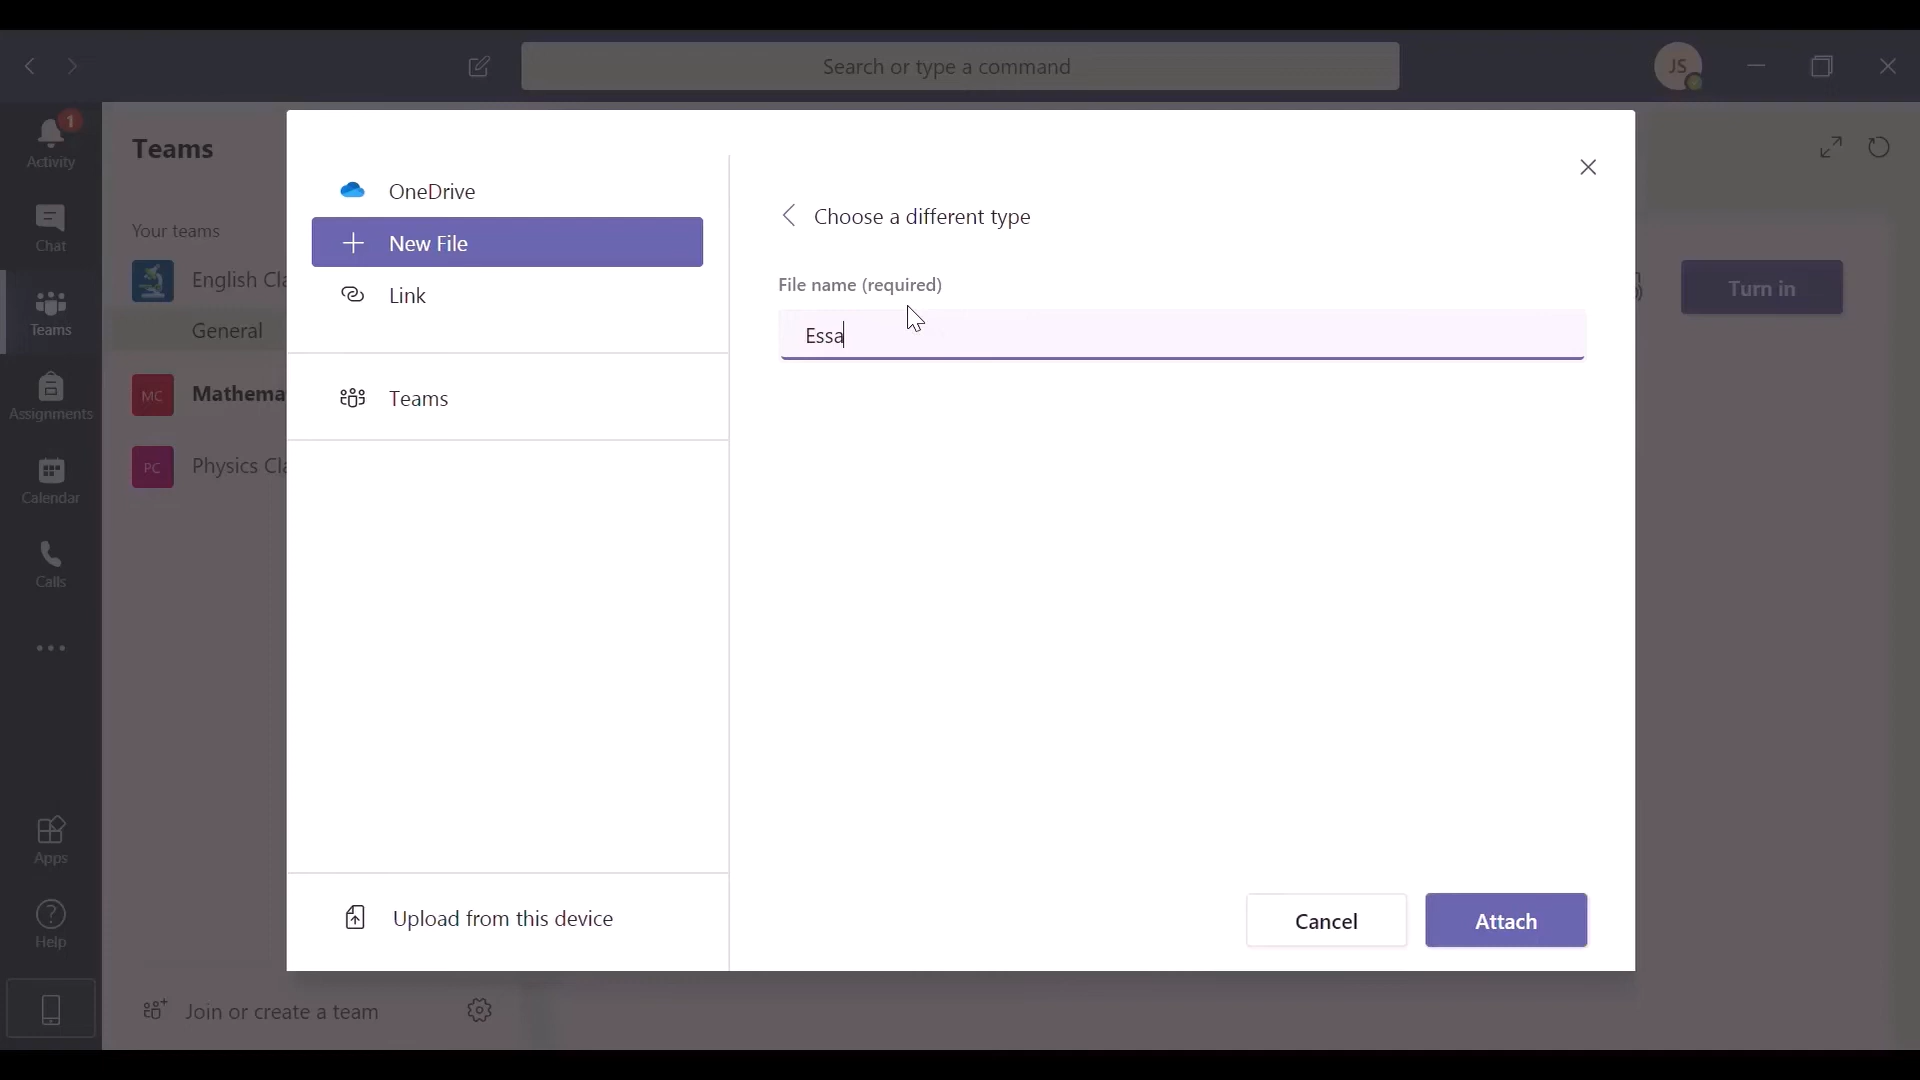 Search or type a command
JS
1
Activity
Chat
Teams
Assignments
Calendar
Calls
Apps
Help
Teams
Your teams
English Cla
General
MC Mathema
PC Physics Cla
Join or create a team
OneDrive
New File
Link
Teams
Upload from this device
Choose a different type
File name (required)
Essa
Cancel
Attach
Turn in